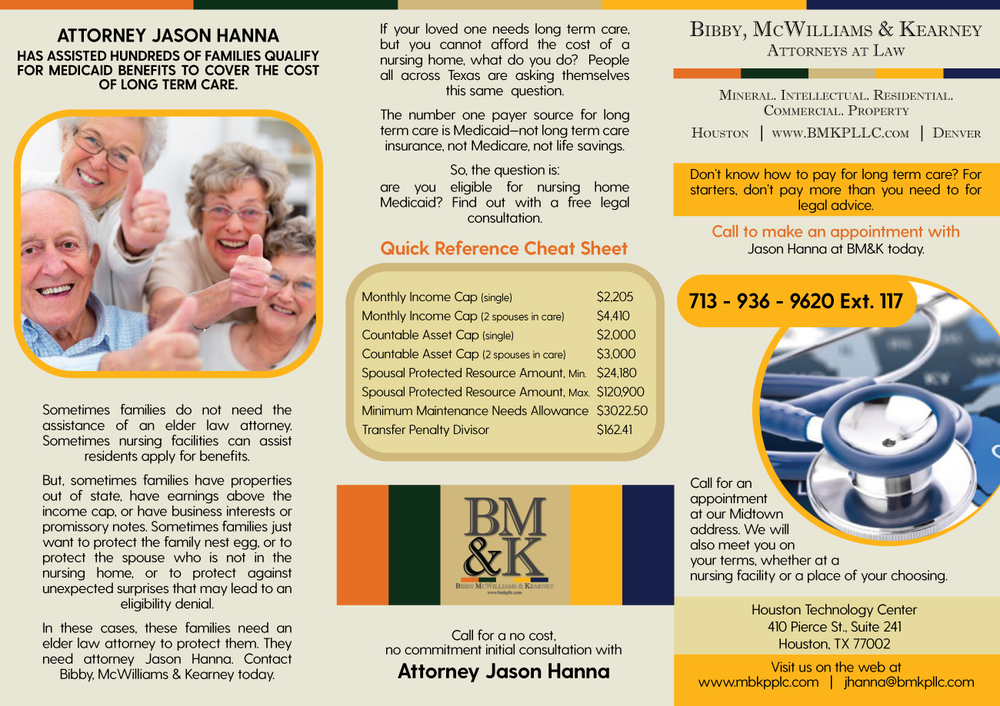 ATTORNEY JASON HANNA
HAS ASSISTED HUNDREDS OF FAMILIES QUALIFY
FOR MEDICAID BENEFITS TO COVER THE COST
OF LONG TERM CARE.
Sometimes families do not need the
assistance of an elder law attorney.
Sometimes nursing facilities can assist
residents apply for benefits.
But, sometimes families have properties
out of state, have earnings above the
income cap, or have business interests or
promissory notes. Sometimes families just
want to protect the family nest egg, or to
protect the spouse who is not in the
nursing home, or to protect against
unexpected surprises that may lead to an
eligibility denial.
In these cases, these families need an
elder law attorney to protect them. They
need attorney Jason Hanna. Contact
Bibby, McWilliams & Kearney today.
If your loved one needs long term care,
but you cannot afford the cost of a
nursing home, what do you do? People
all across Texas are asking themselves
this same question.
The number one payer source for long
term care is Medicaid—not long term care
insurance, not Medicare, not life savings.
So, the question is:
are you eligible for nursing home
Medicaid? Find out with a free legal
consultation.
Quick Reference Cheat Sheet
Monthly Income Cap (single) $2,205
Monthly Income Cap (2 spouses in care) $4,410
Countable Asset Cap (single) $2,000
Countable Asset Cap (2 spouses in care) $3,000
Spousal Protected Resource Amount, Min. $24,180
Spousal Protected Resource Amount, Max. $120,900
Minimum Maintenance Needs Allowance $3022.50
Transfer Penalty Divisor $162.41
BM
&K
BIBBY MCWILLIAMS & KEARNEY
www.bmkpllc.com
Call for a no cost,
no commitment initial consultation with
Attorney Jason Hanna
BIBBY, MCWILLIAMS & KEARNEY
ATTORNEYS AT LAW
MINERAL. INTELLECTUAL. RESIDENTIAL.
COMMERCIAL. PROPERTY
HOUSTON | WWW.BMKPLLC.COM | DENVER
Don't know how to pay for long term care? For
starters, don't pay more than you need to for
legal advice.
Call to make an appointment with
Jason Hanna at BM&K today.
713 - 936 - 9620 Ext. 117
KY
Call for an
appointment
at our Midtown
address. We will
also meet you on
your terms, whether at a
nursing facility or a place of your choosing.
Houston Technology Center
410 Pierce St., Suite 241
Houston, TX 77002
Visit us on the web at
www.mbkpplc.com | jhanna@bmkpllc.com